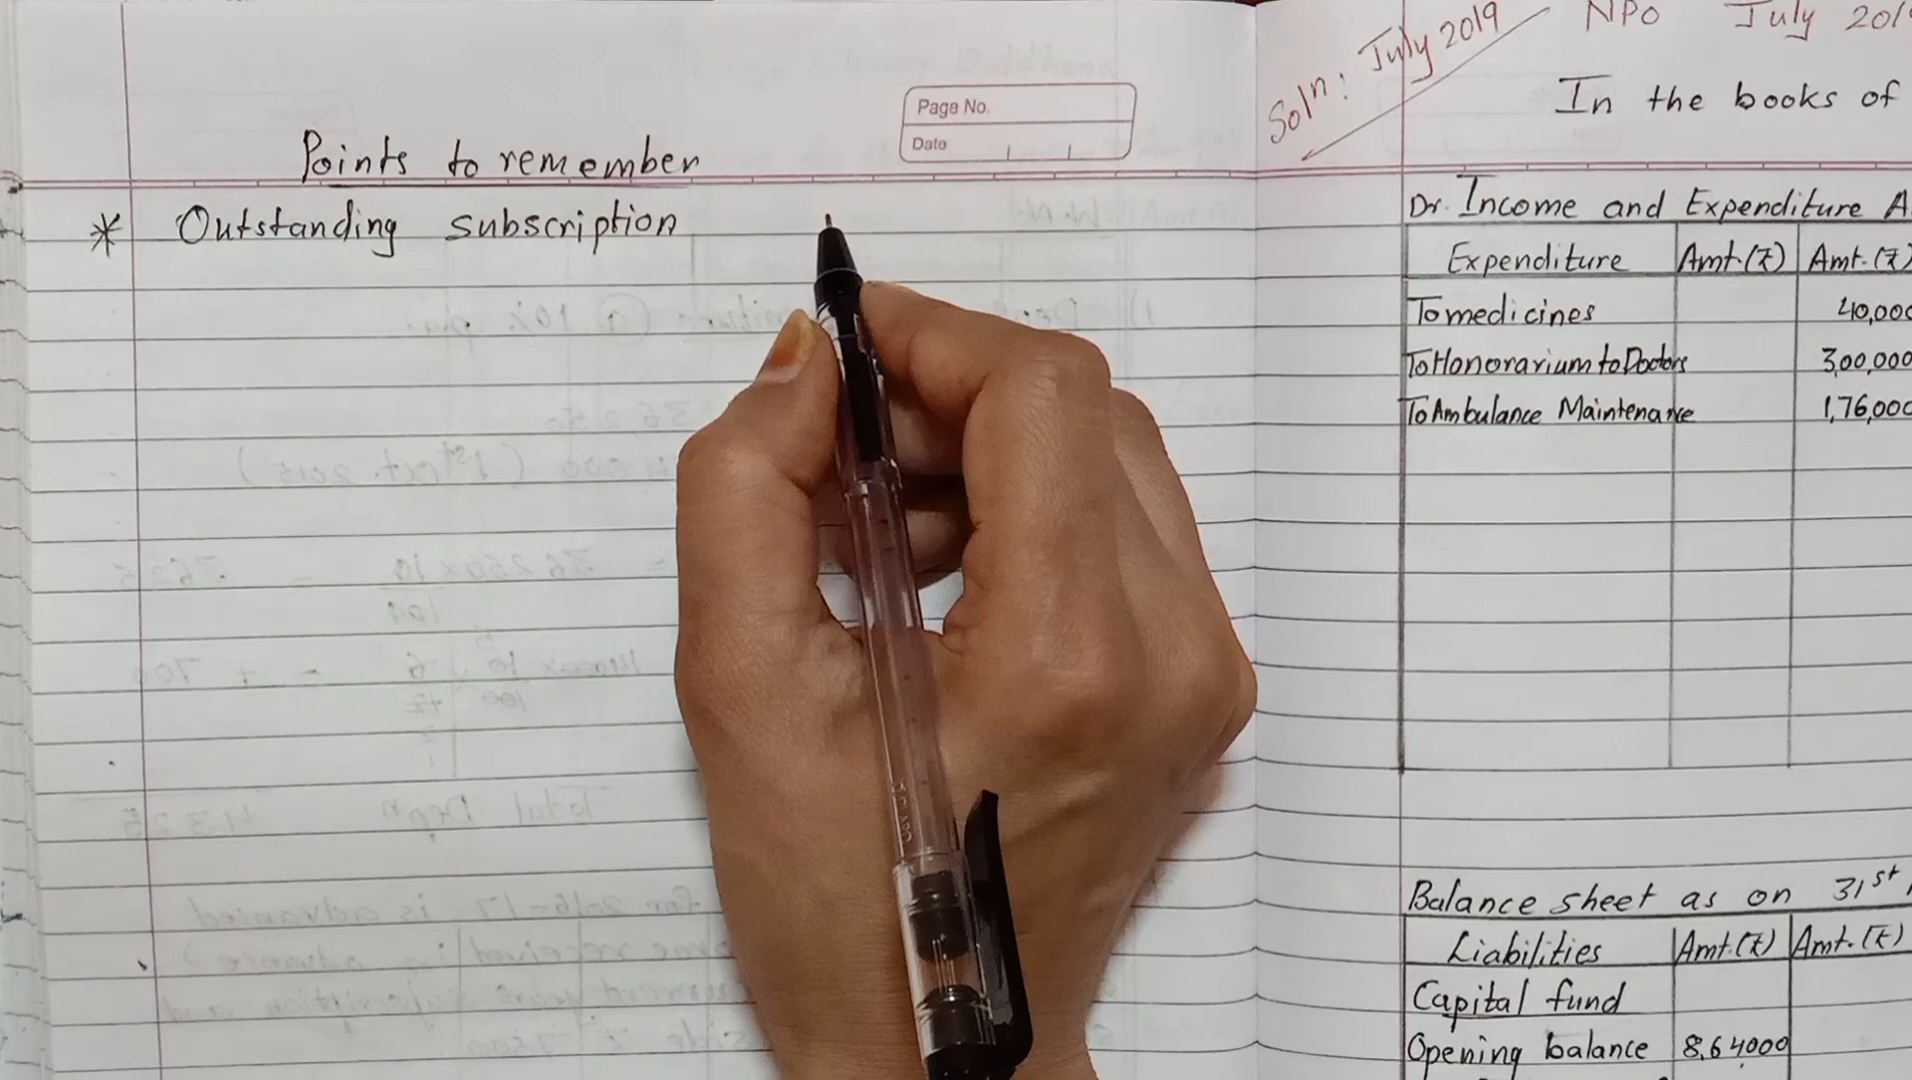 Points to remember
* Outstanding subscription
Page No.
Date
Soln: July 2019
NPO July 201
In the books of
Dr. Income and Expenditure A
Expenditure Amt.(₹) Amt.(₹)
To medicines 40,000
To Honorarium to Doctors 3,00,000
To Ambulance Maintenance 1,76,000
Balance sheet as on 31st
Liabilities Amt.(₹) Amt.(₹)
Capital fund
Opening balance 8,64000